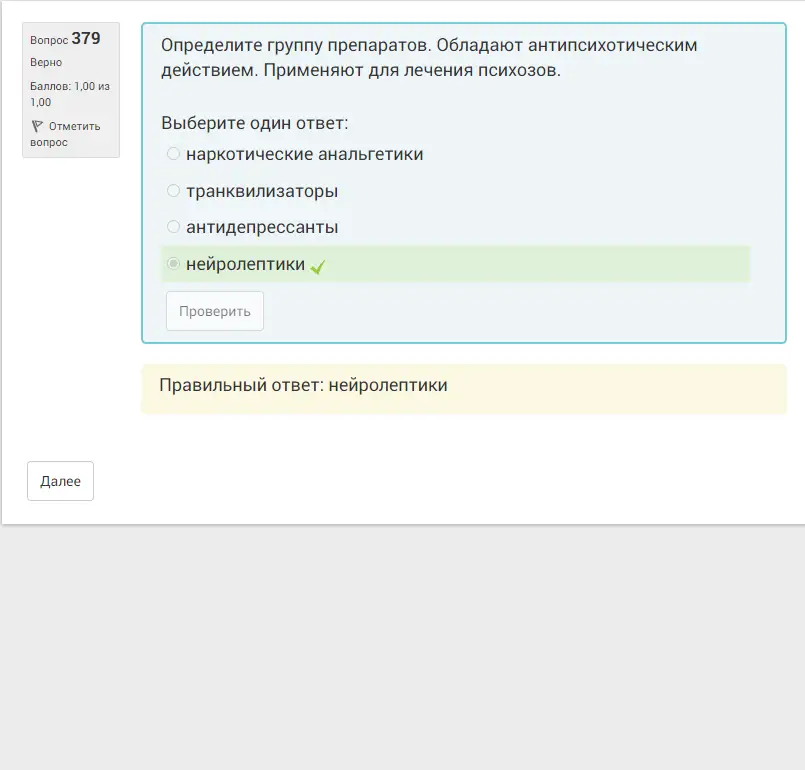 Вопрос 379
Верно
Баллов: 1,00 из
1,00
Отметить
вопрос
Определите группу препаратов. Обладают антипсихотическим
действием. Применяют для лечения психозов.
Выберите один ответ:
наркотические анальгетики
транквилизаторы
антидепрессанты
нейролептики
Проверить
Правильный ответ: нейролептики
Далее